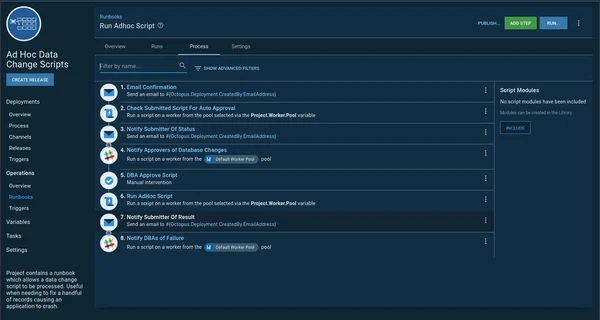 Runbooks
Run Adhoc Script
PUBLISH...
ADD STEP
RUN...
Overview
Runs
Process
Settings
Ad Hoc Data
Change Scripts
CREATE RELEASE
Deployments
Overview
Process
Channels
Releases
Triggers
Operations
Overview
Runbooks
Triggers
Variables
Tasks
Settings
Project contains a runbook
which allows a data change
script to be processed. Useful
when needing to fix a handful
of records causing an
application to crash.
Filter by name...
SHOW ADVANCED FILTERS
1. Email Confirmation
Send an email to #{Octopus.Deployment.CreatedBy.EmailAddress}
2. Check Submitted Script For Auto Approval
Run a script on a worker from the pool selected via the Project.Worker.Pool variable
3. Notify Submitter Of Status
Send an email to #{Octopus.Deployment.CreatedBy.EmailAddress}
4. Notify Approvers of Database Changes
Run a script on a worker from the Default Worker Pool pool
5. DBA Approve Script
Manual intervention
6. Run AdHoc Script
Run a script on a worker from the pool selected via the Project.Worker.Pool variable
7. Notify Submitter Of Result
Send an email to #{Octopus.Deployment.CreatedBy.EmailAddress}
8. Notify DBAs of Failure
Run a script on a worker from the Default Worker Pool pool
Script Modules
No script modules have been included
Modules can be created in the Library
INCLUDE